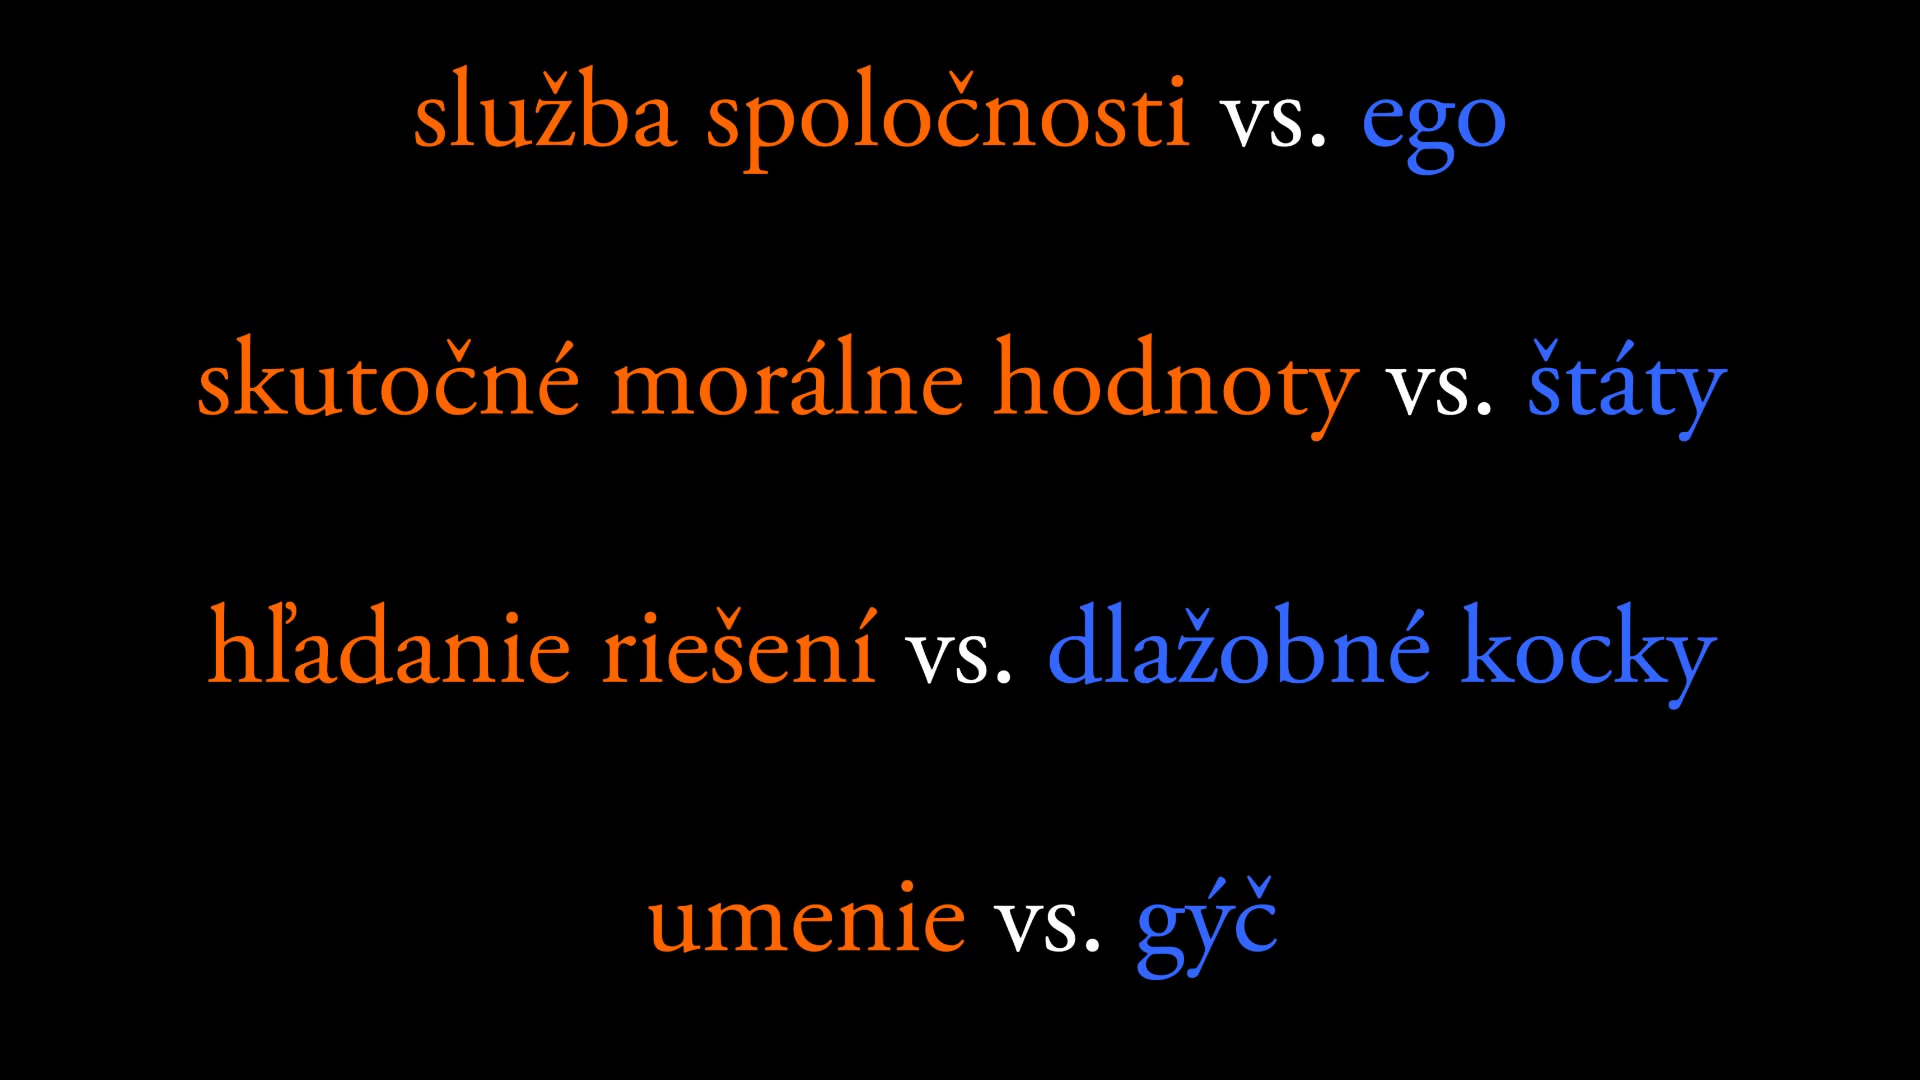 služba spoločnosti vs. ego
skutočné morálne hodnoty vs. štáty
hľadanie riešení vs. dlažobné kocky
umenie vs. gýč